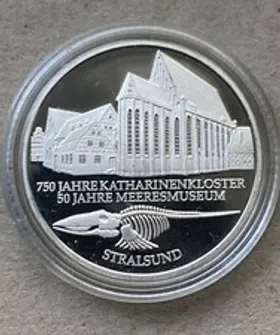 750 JAHRE KATHARINENKLOSTER
50 JAHRE MEERESMUSEUM
STRALSUND